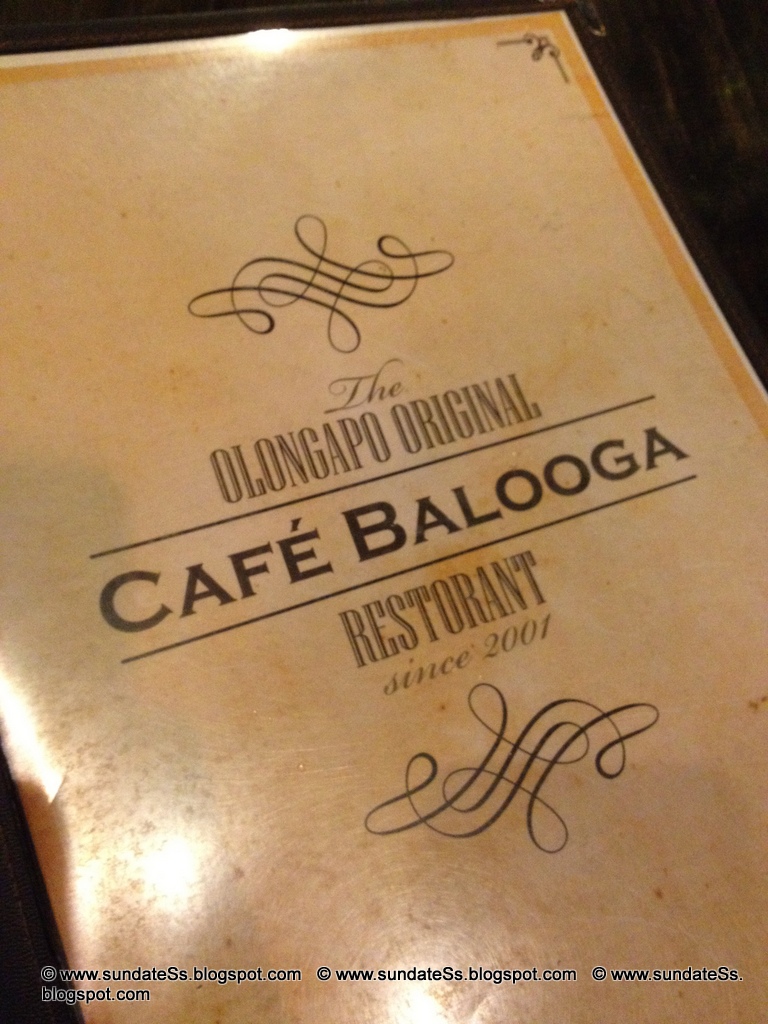 The
OLONGAPO ORIGINAL
CAFÉ BALOOGA
RESTORANT
since 2001
© www.sundateSs.blogspot.com © www.sundateSs.blogspot.com © www.sundateSs.
blogspot.com